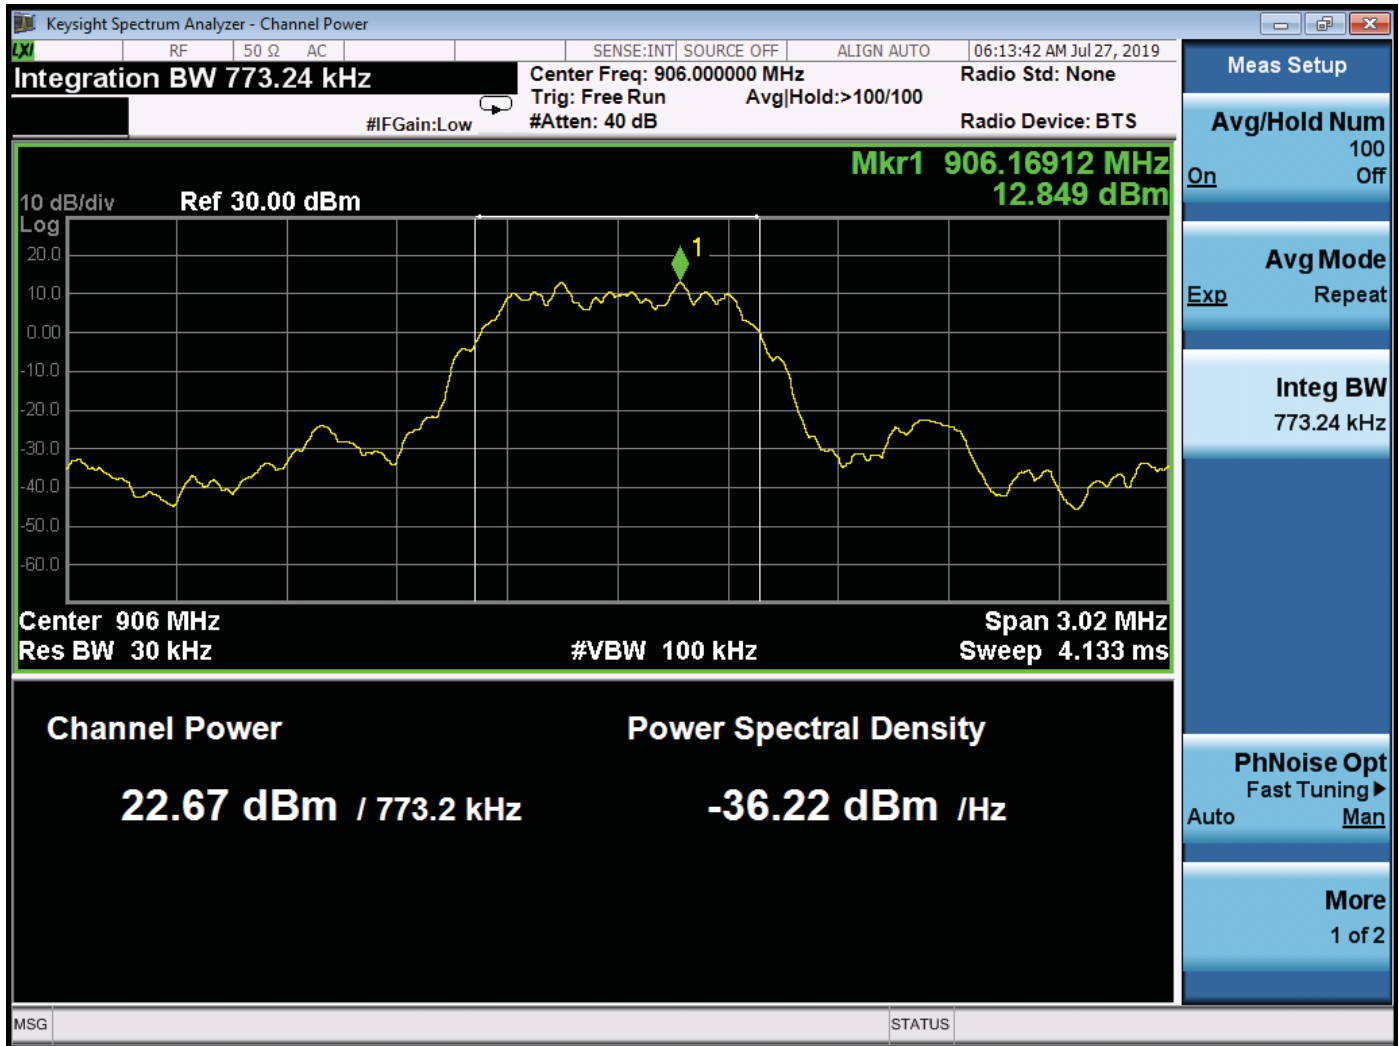 Keysight Spectrum Analyzer - Channel Power
LXI RF 50 Ω AC SENSE:INT SOURCE OFF ALIGN AUTO 06:13:42 AM Jul 27, 2019
Integration BW 773.24 kHz
Center Freq: 906.000000 MHz
Radio Std: None
Trig: Free Run Avg|Hold:>100/100
#IFGain:Low
#Atten: 40 dB
Radio Device: BTS
Mkr1 906.16912 MHz
12.849 dBm
10 dB/div Ref 30.00 dBm
Log
20.0
10.0
0.00
-10.0
-20.0
-30.0
-40.0
-50.0
-60.0
1
Center 906 MHz
Span 3.02 MHz
Res BW 30 kHz
#VBW 100 kHz
Sweep 4.133 ms
Channel Power
Power Spectral Density
22.67 dBm / 773.2 kHz
-36.22 dBm /Hz
Meas Setup
Avg/Hold Num
100
On Off
Avg Mode
Exp Repeat
Integ BW
773.24 kHz
PhNoise Opt
Fast Tuning
Auto Man
More
1 of 2
MSG
STATUS